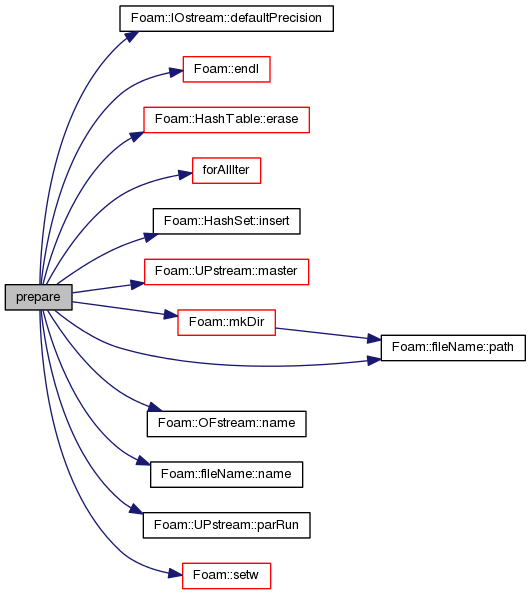 Foam::IOstream::defaultPrecision
Foam::endl
Foam::HashTable::erase
forAllIter
Foam::HashSet::insert
Foam::UPstream::master
prepare
Foam::mkDir
Foam::fileName::path
Foam::OFstream::name
Foam::fileName::name
Foam::UPstream::parRun
Foam::setw